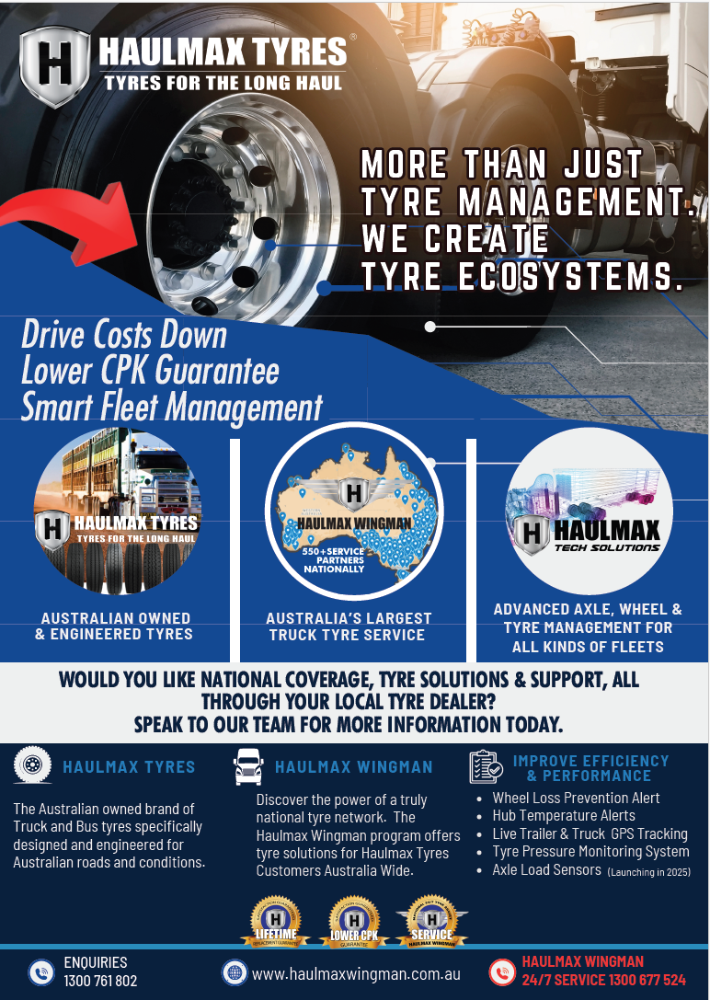 H
HAULMAX TYRES®
TYRES FOR THE LONG HAUL
MORE THAN JUST
TYRE MANAGEMENT.
WE CREATE
TYRE ECOSYSTEMS.
Drive Costs Down
Lower CPK Guarantee
Smart Fleet Management
H
HAULMAX TYRES
TYRES FOR THE LONG HAUL
AUSTRALIAN OWNED
& ENGINEERED TYRES
H
WESTERN
AUSTRALIA
HAULMAX WINGMAN
550+SERVICE
PARTNERS
NATIONALLY
AUSTRALIA'S LARGEST
TRUCK TYRE SERVICE
H
HAULMAX
TECH SOLUTIONS
ADVANCED AXLE, WHEEL &
TYRE MANAGEMENT FOR
ALL KINDS OF FLEETS
WOULD YOU LIKE NATIONAL COVERAGE, TYRE SOLUTIONS & SUPPORT, ALL
THROUGH YOUR LOCAL TYRE DEALER?
SPEAK TO OUR TEAM FOR MORE INFORMATION TODAY.
HAULMAX TYRES
The Australian owned brand of
Truck and Bus tyres specifically
designed and engineered for
Australian roads and conditions.
HAULMAX WINGMAN
Discover the power of a truly
national tyre network. The
Haulmax Wingman program offers
tyre solutions for Haulmax Tyres
Customers Australia Wide.
IMPROVE EFFICIENCY
& PERFORMANCE
• Wheel Loss Prevention Alert
• Hub Temperature Alerts
• Live Trailer & Truck GPS Tracking
• Tyre Pressure Monitoring System
• Axle Load Sensors (Launching in 2025)
H
LIFETIME
REPLACEMENT GUARANTEE
H
LOWER CPK
GUARANTEE
H
SERVICE
HAULMAX WINGMAN
ENQUIRIES
1300 761 802
www.haulmaxwingman.com.au
HAULMAX WINGMAN
24/7 SERVICE 1300 677 524